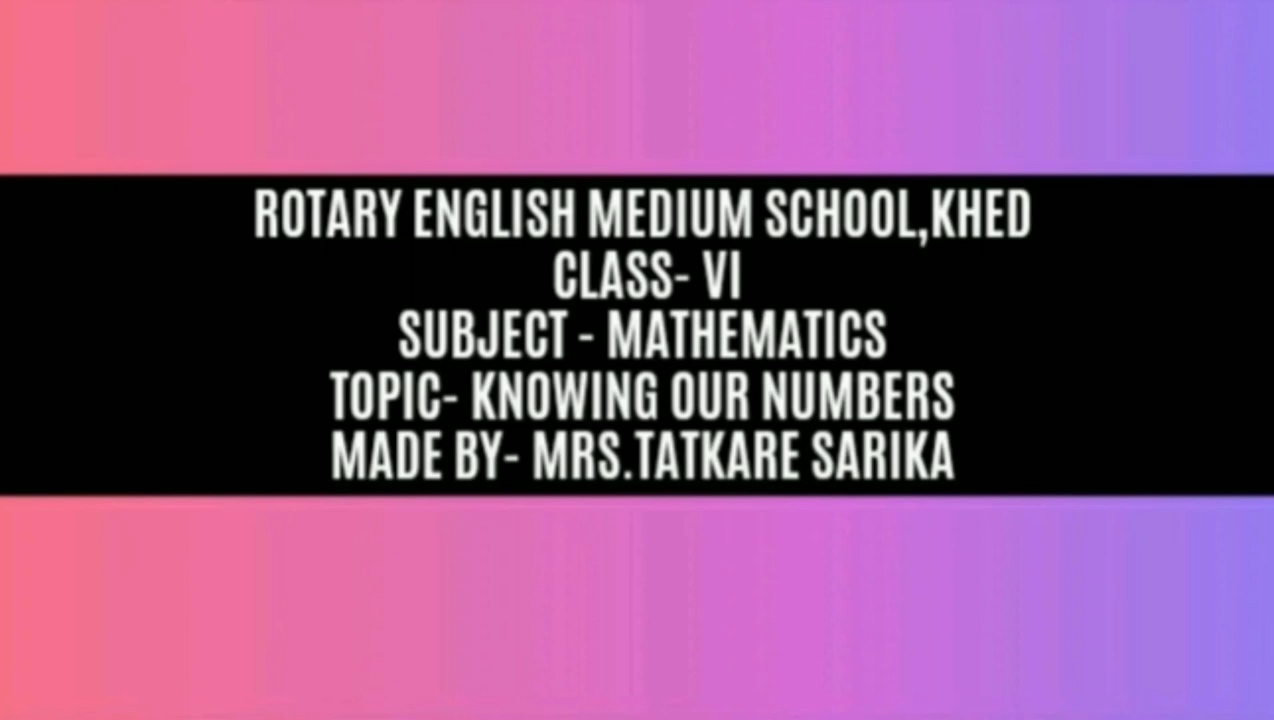 ROTARY ENGLISH MEDIUM SCHOOL,KHED
CLASS- VI
SUBJECT - MATHEMATICS
TOPIC- KNOWING OUR NUMBERS
MADE BY- MRS.TATKARE SARIKA